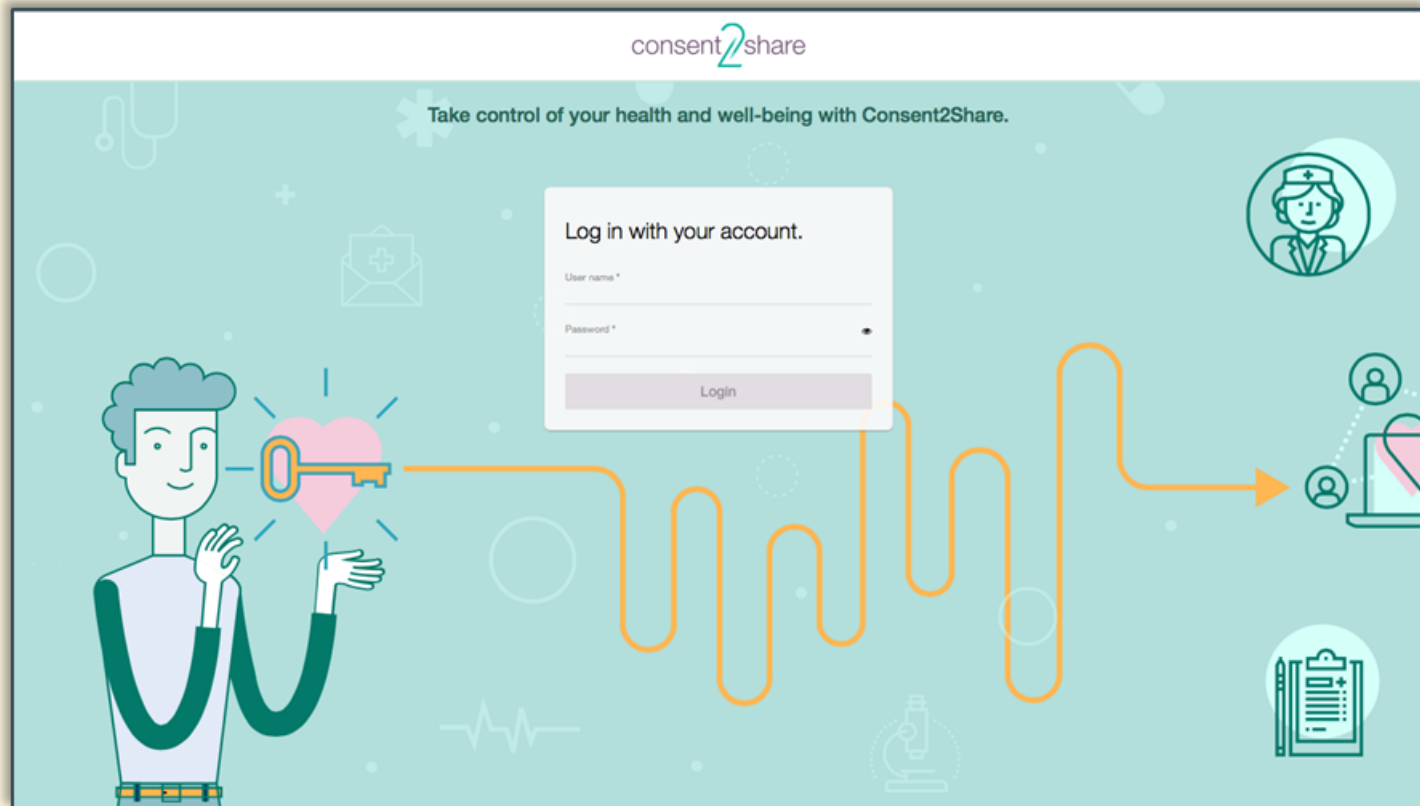 consent2share
Take control of your health and well-being with Consent2Share.
Log in with your account.
User name *
Password *
Login